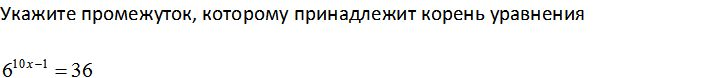 Укажите промежуток, которому принадлежит корень уравнения
6^{10x−1} = 36